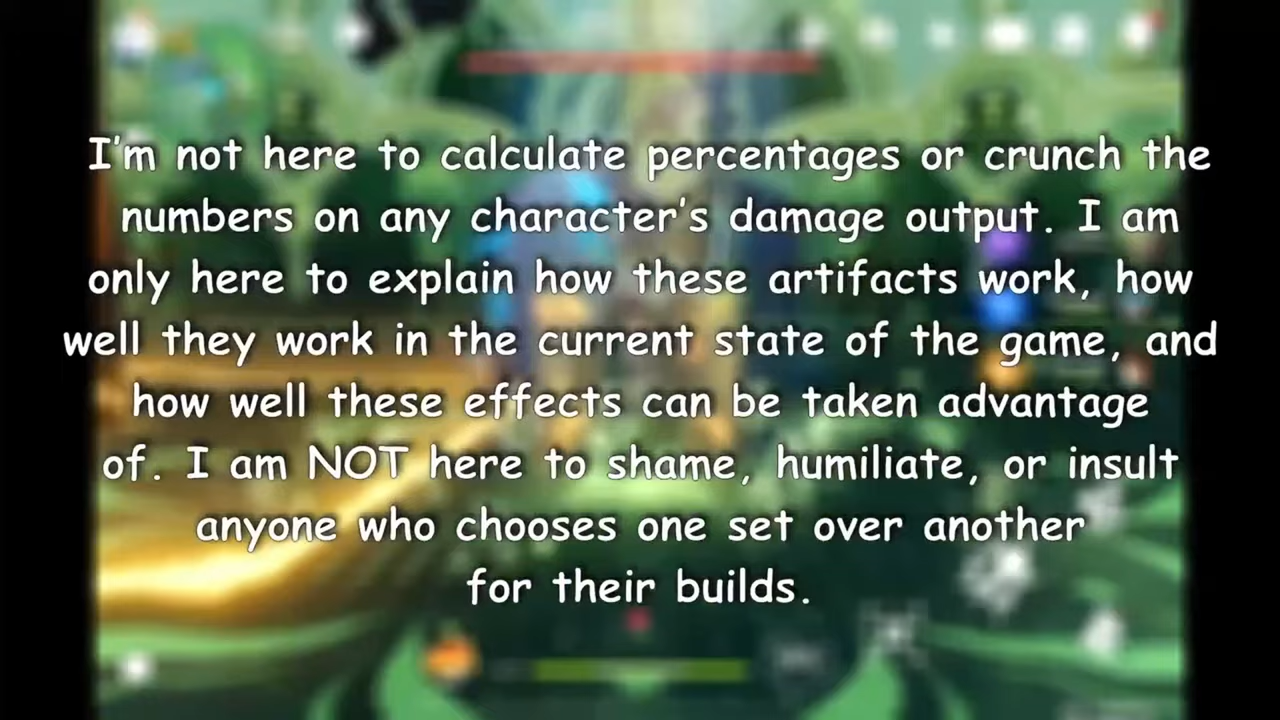 I'm not here to calculate percentages or crunch the
numbers on any character's damage output. I am
only here to explain how these artifacts work, how
well they work in the current state of the game, and
how well these effects can be taken advantage
of. I am NOT here to shame, humiliate, or insult
anyone who chooses one set over another
for their builds.